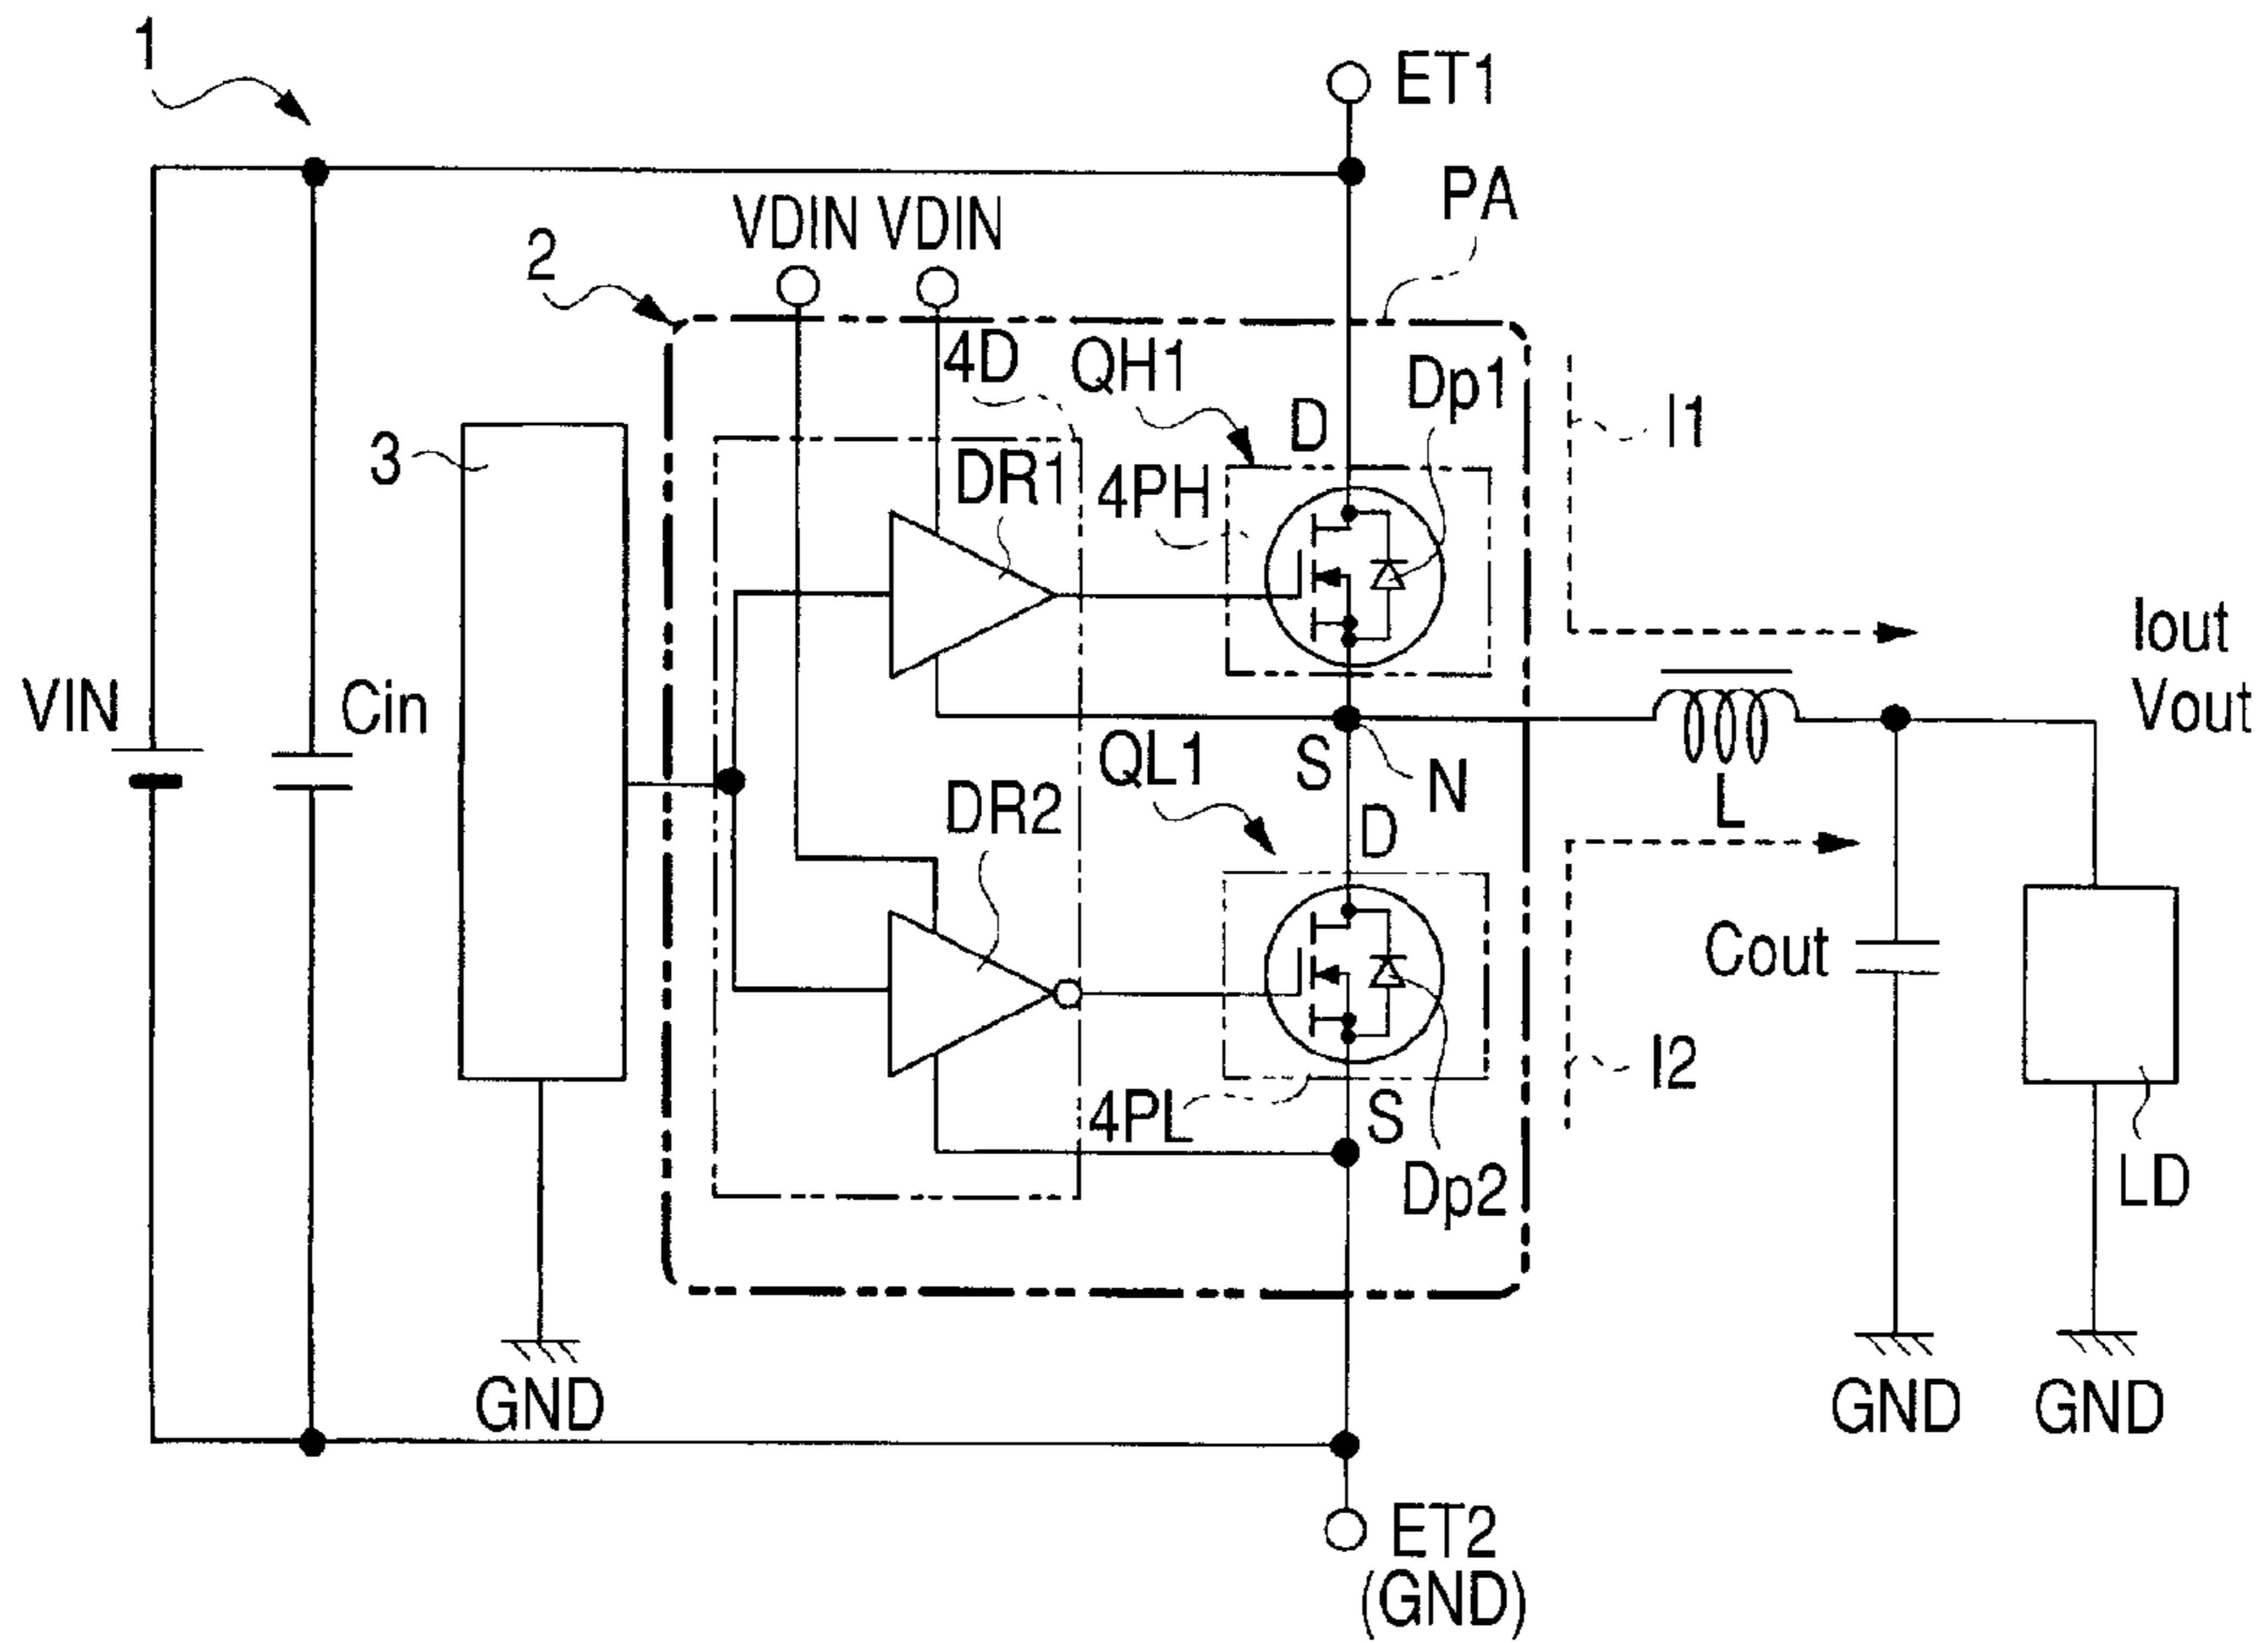 1
ET1
PA
VDIN VDIN
2
4D
QH1
Dp1
D
I1
3
DR1
4PH
Iout
Vout
VIN
Cin
QL1
S
N
L
DR2
D
Cout
I2
4PL
S
Dp2
LD
GND
GND
GND
ET2
(GND)